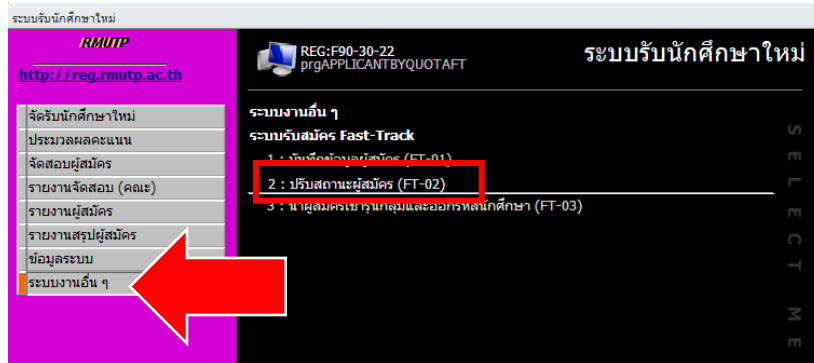 ระบบรับนักศึกษาใหม่
RMUTP
http://reg.rmutp.ac.th
จัดรับนักศึกษาใหม่
ประมวลผลคะแนน
จัดสอบผู้สมัคร
รายงานจัดสอบ (คณะ)
รายงานผู้สมัคร
รายงานสรุปผู้สมัคร
ข้อมูลระบบ
ระบบงานอื่น ๆ
REG:F90-30-22
prgAPPLICANTBYQUOTAFT
ระบบรับนักศึกษาใหม่
ระบบงานอื่น ๆ
ระบบรับสมัคร Fast-Track
1 : บันทึกข้อมูลผู้สมัคร (FT-01)
2 : ปรับสถานะผู้สมัคร (FT-02)
3 : นำผู้สมัครเข้ารุ่นกลุ่มและออกรหัสนักศึกษา (FT-03)
SELECT ME